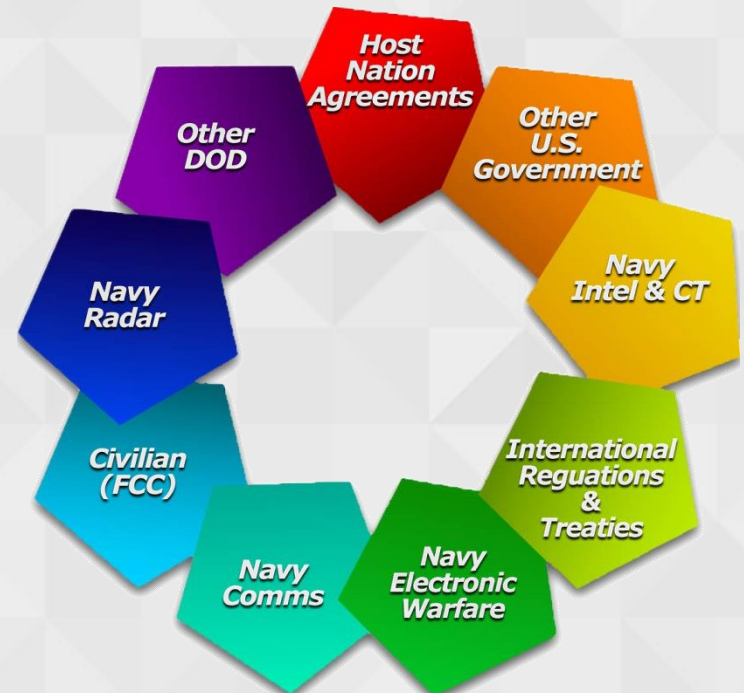 Host
Nation
Agreements
Other
U.S.
Government
Navy
Intel & CT
International
Reguations
&
Treaties
Navy
Electronic
Warfare
Navy
Comms
Civilian
(FCC)
Navy
Radar
Other
DOD